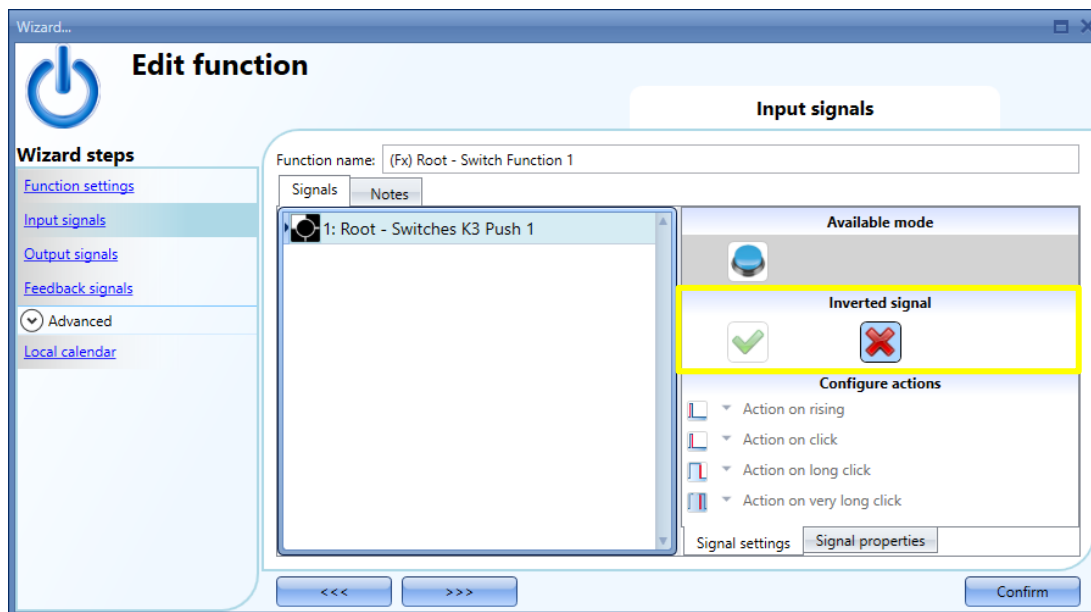 Wizard...
Edit function
Input signals
Wizard steps
Function settings
Input signals
Output signals
Feedback signals
Advanced
Local calendar
Function name: (Fx) Root - Switch Function 1
Signals Notes
1: Root - Switches K3 Push 1
Available mode
Inverted signal
Configure actions
Action on rising
Action on click
Action on long click
Action on very long click
Signal settings Signal properties
<<< >>> Confirm